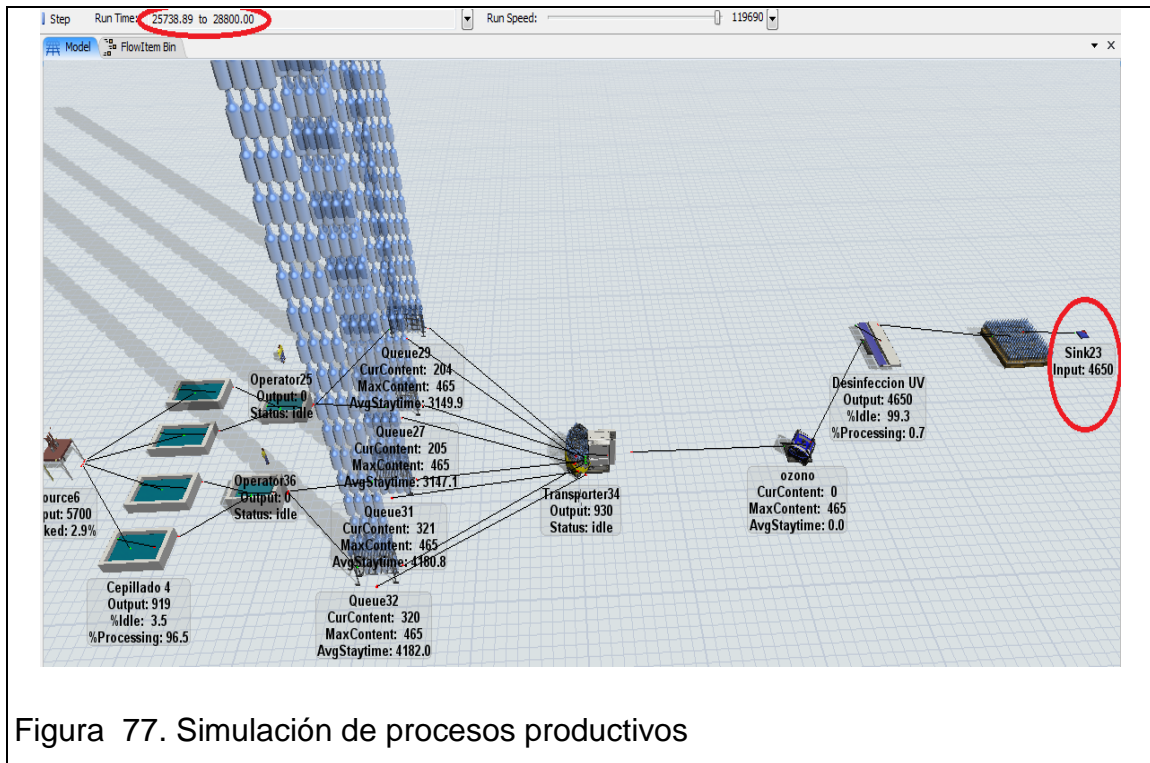 Step Run Time: 25738.89 to 28800.00 Run Speed: 119690
Model FlowItem Bin
Queue29
CurContent: 204
MaxContent: 465
AvgStaytime: 3149.9
Operator25
Output: 0
Status: idle
Queue27
CurContent: 205
MaxContent: 465
AvgStaytime: 3147.1
Operator36
Output: 0
Status: idle
Queue31
CurContent: 321
MaxContent: 465
AvgStaytime: 4180.8
Queue32
CurContent: 320
MaxContent: 465
AvgStaytime: 4182.0
ource6
put: 5700
ked: 2.9%
Cepillado 4
Output: 919
%Idle: 3.5
%Processing: 96.5
Transporter34
Output: 930
Status: idle
ozono
CurContent: 0
MaxContent: 465
AvgStaytime: 0.0
Desinfeccion UV
Output: 4650
%Idle: 99.3
%Processing: 0.7
Sink23
Input: 4650
Figura 77. Simulación de procesos productivos